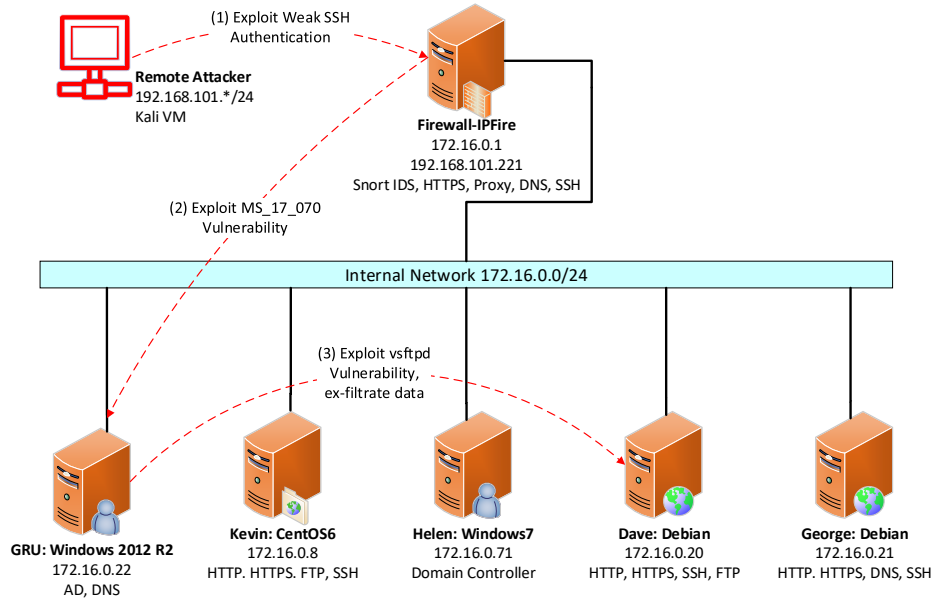 (1) Exploit Weak SSH
Authentication
Remote Attacker
192.168.101.*/24
Kali VM
Firewall-IPFire
172.16.0.1
192.168.101.221
Snort IDS, HTTPS, Proxy, DNS, SSH
(2) Exploit MS_17_070
Vulnerability
Internal Network 172.16.0.0/24
(3) Exploit vsftpd
Vulnerability,
ex-filtrate data
GRU: Windows 2012 R2
172.16.0.22
AD, DNS
Kevin: CentOS6
172.16.0.8
HTTP. HTTPS. FTP, SSH
Helen: Windows7
172.16.0.71
Domain Controller
Dave: Debian
172.16.0.20
HTTP, HTTPS, SSH, FTP
George: Debian
172.16.0.21
HTTP. HTTPS, DNS, SSH